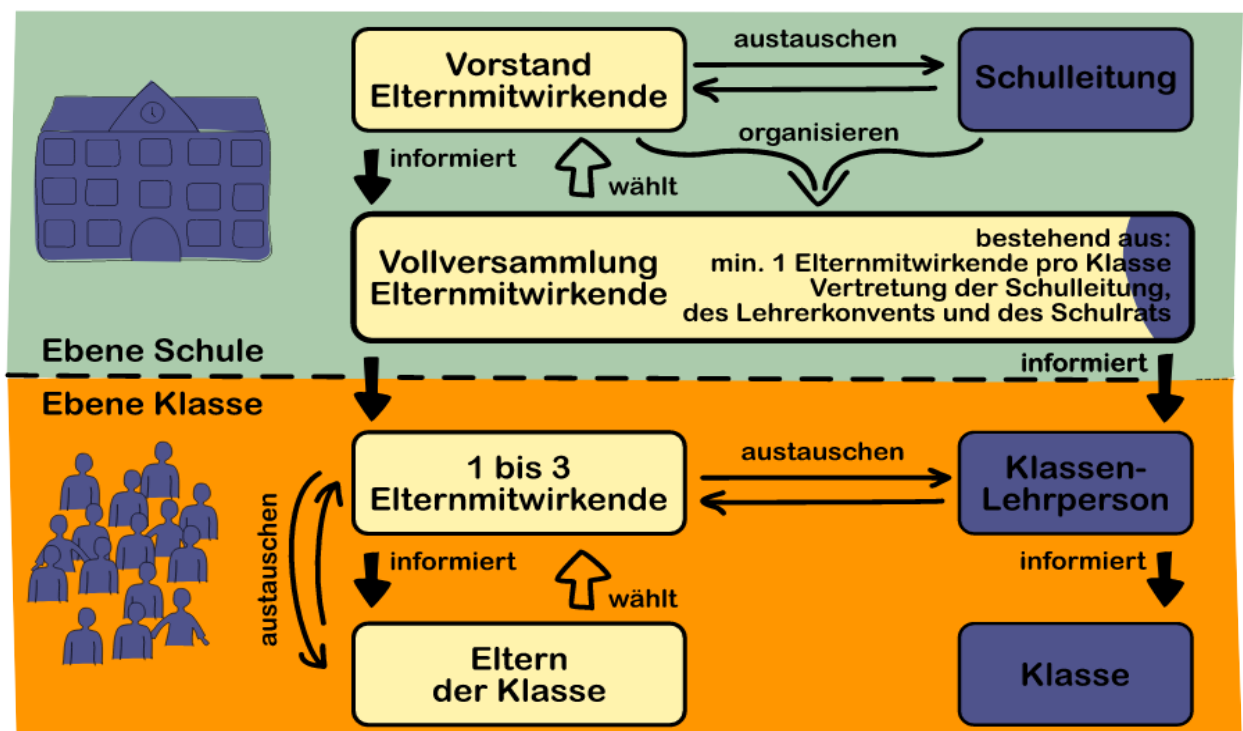 Vorstand
Elternmitwirkende
austauschen
Schulleitung
organisieren
informiert
wählt
Vollversammlung
Elternmitwirkende
bestehend aus:
min. 1 Elternmitwirkende pro Klasse
Vertretung der Schulleitung,
des Lehrerkonvents und des Schulrats
Ebene Schule
informiert
Ebene Klasse
1 bis 3
Elternmitwirkende
austauschen
Klassen-
Lehrperson
austauschen
informiert
wählt
informiert
Eltern
der Klasse
Klasse